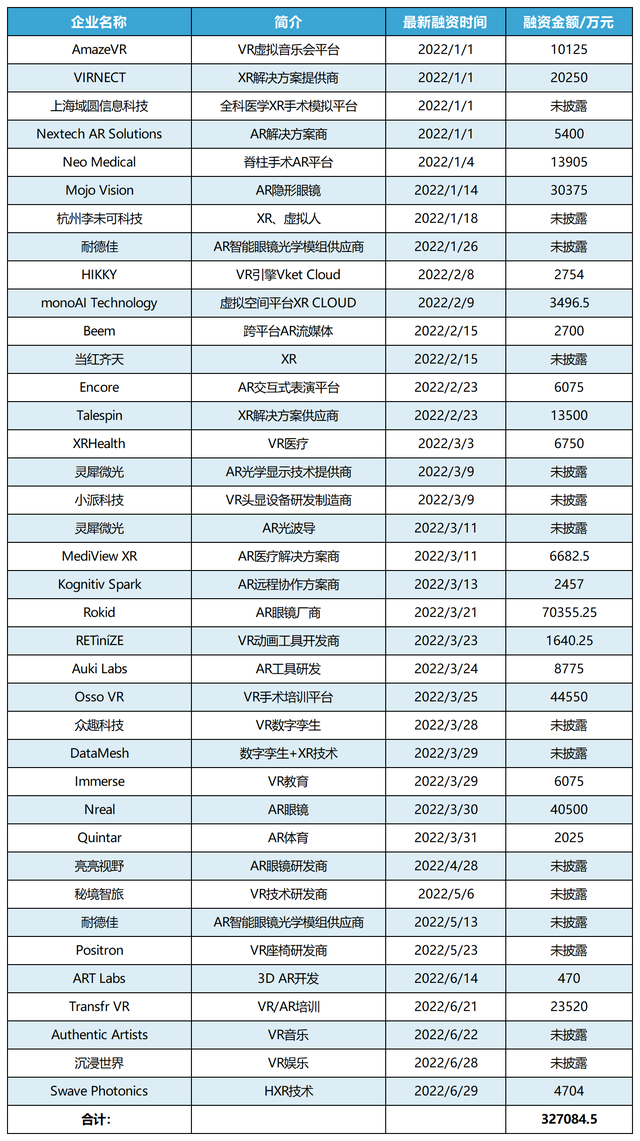 企业名称 简介 最新融资时间 融资金额/万元
AmazeVR VR虚拟音乐会平台 2022/1/1 10125
VIRNECT XR解决方案提供商 2022/1/1 20250
上海域圆信息科技 全科医学XR手术模拟平台 2022/1/1 未披露
Nextech AR Solutions AR解决方案商 2022/1/1 5400
Neo Medical 脊柱手术AR平台 2022/1/4 13905
Mojo Vision AR隐形眼镜 2022/1/14 30375
杭州李未可科技 XR、虚拟人 2022/1/18 未披露
耐德佳 AR智能眼镜光学模组供应商 2022/1/26 未披露
HIKKY VR引擎Vket Cloud 2022/2/8 2754
monoAI Technology 虚拟空间平台XR CLOUD 2022/2/9 3496.5
Beem 跨平台AR流媒体 2022/2/15 2700
当红齐天 XR 2022/2/15 未披露
Encore AR交互式表演平台 2022/2/23 6075
Talespin XR解决方案供应商 2022/2/23 13500
XRHealth VR医疗 2022/3/3 6750
灵犀微光 AR光学显示技术提供商 2022/3/9 未披露
小派科技 VR头显设备研发制造商 2022/3/9 未披露
灵犀微光 AR光波导 2022/3/11 未披露
MediView XR AR医疗解决方案商 2022/3/11 6682.5
Kognitiv Spark AR远程协作方案商 2022/3/13 2457
Rokid AR眼镜厂商 2022/3/21 70355.25
RETiniZE VR动画工具开发商 2022/3/23 1640.25
Auki Labs AR工具研发 2022/3/24 8775
Osso VR VR手术培训平台 2022/3/25 44550
众趣科技 VR数字孪生 2022/3/28 未披露
DataMesh 数字孪生+XR技术 2022/3/29 未披露
Immerse VR教育 2022/3/29 6075
Nreal AR眼镜 2022/3/30 40500
Quintar AR体育 2022/3/31 2025
亮亮视野 AR眼镜研发商 2022/4/28 未披露
秘境智旅 VR技术研发商 2022/5/6 未披露
耐德佳 AR智能眼镜光学模组供应商 2022/5/13 未披露
Positron VR座椅研发商 2022/5/23 未披露
ART Labs 3D AR开发 2022/6/14 470
Transfr VR VR/AR培训 2022/6/21 23520
Authentic Artists VR音乐 2022/6/22 未披露
沉浸世界 VR娱乐 2022/6/28 未披露
Swave Photonics HXR技术 2022/6/29 4704
合计： 327084.5